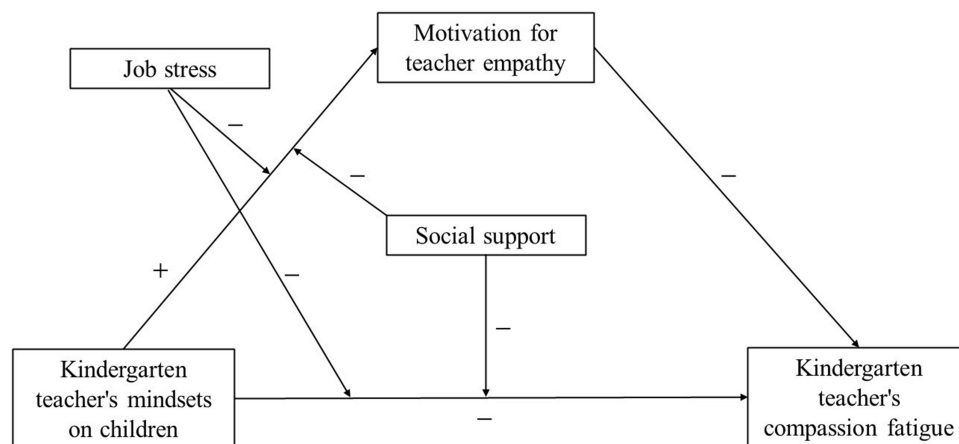 Motivation for
teacher empathy
Job stress
−
−
−
Social support
+
−
−
Kindergarten
teacher's mindsets
on children
−
Kindergarten
teacher's
compassion fatigue